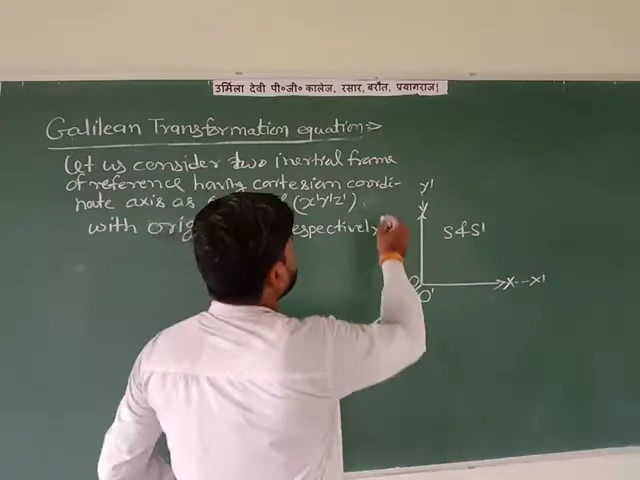 उर्मिला देवी पी०जी० कालेज, रसार, बरौत, प्रयागराज।
Galilean Transformation equation⇒
Let us consider two inertial frame
of reference having cartesian coordi-
nate axis as (x'y'z').
with respectively
y'
y
S & S'
O
O'
X---X'